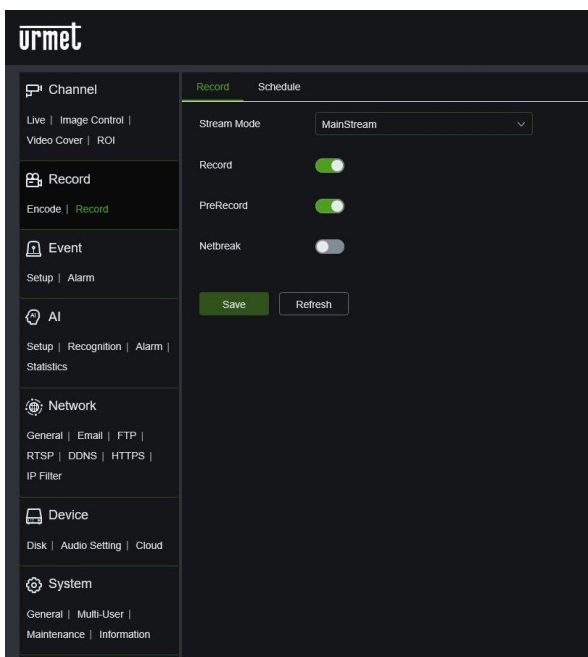 urmet
Channel
Live | Image Control |
Video Cover | ROI
Record
Encode | Record
Event
Setup | Alarm
AI
Setup | Recognition | Alarm |
Statistics
Network
General | Email | FTP |
RTSP | DDNS | HTTPS |
IP Filter
Device
Disk | Audio Setting | Cloud
System
General | Multi-User |
Maintenance | Information
Record Schedule
Stream Mode MainStream
Record
PreRecord
Netbreak
Save Refresh